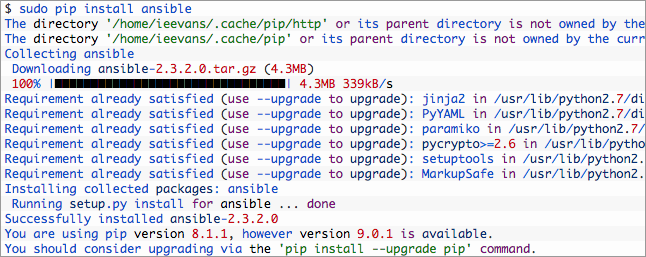 $ sudo pip install ansible
The directory '/home/ieevans/.cache/pip/http' or its parent directory is not owned by the
The directory '/home/ieevans/.cache/pip' or its parent directory is not owned by the curr
Collecting ansible
Downloading ansible-2.3.2.0.tar.gz (4.3MB)
100% |████████████████████████████████| 4.3MB 339kB/s
Requirement already satisfied (use --upgrade to upgrade): jinja2 in /usr/lib/python2.7/di
Requirement already satisfied (use --upgrade to upgrade): PyYAML in /usr/lib/python2.7/
Requirement already satisfied (use --upgrade to upgrade): paramiko in /usr/lib/python2.7/
Requirement already satisfied (use --upgrade to upgrade): pycrypto>=2.6 in /usr/lib/pytho
Requirement already satisfied (use --upgrade to upgrade): setuptools in /usr/lib/python2.
Requirement already satisfied (use --upgrade to upgrade): MarkupSafe in /usr/lib/python2.
Installing collected packages: ansible
Running setup.py install for ansible ... done
Successfully installed ansible-2.3.2.0
You are using pip version 8.1.1, however version 9.0.1 is available.
You should consider upgrading via the 'pip install --upgrade pip' command.